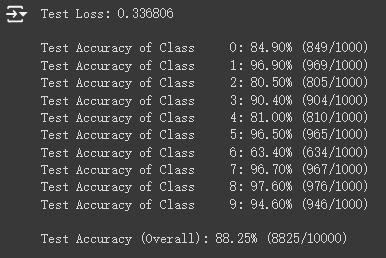 Test Loss: 0.336806
Test Accuracy of Class 0: 84.90% (849/1000)
Test Accuracy of Class 1: 96.90% (969/1000)
Test Accuracy of Class 2: 80.50% (805/1000)
Test Accuracy of Class 3: 90.40% (904/1000)
Test Accuracy of Class 4: 81.00% (810/1000)
Test Accuracy of Class 5: 96.50% (965/1000)
Test Accuracy of Class 6: 63.40% (634/1000)
Test Accuracy of Class 7: 96.70% (967/1000)
Test Accuracy of Class 8: 97.60% (976/1000)
Test Accuracy of Class 9: 94.60% (946/1000)
Test Accuracy (Overall): 88.25% (8825/10000)